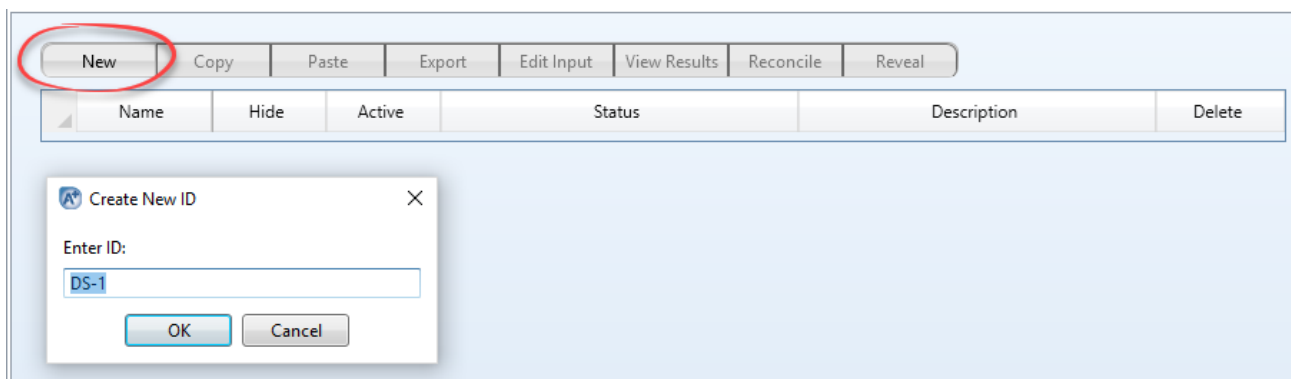 New Copy Paste Export Edit Input View Results Reconcile Reveal
Name Hide Active Status Description Delete
A+ Create New ID
Enter ID:
DS-1
OK Cancel